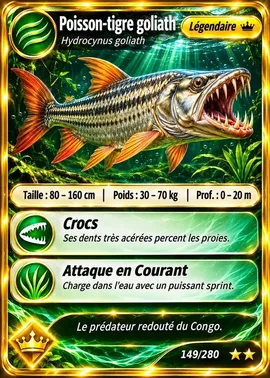 Poisson-tigre goliath
Légendaire
Hydrocynus goliath
Taille : 80 – 160 cm | Poids : 30 – 70 kg | Prof. : 0 – 20 m
Crocs
Ses dents très acérées percent les proies.
Attaque en Courant
Charge dans l'eau avec un puissant sprint.
Le prédateur redouté du Congo.
149/280